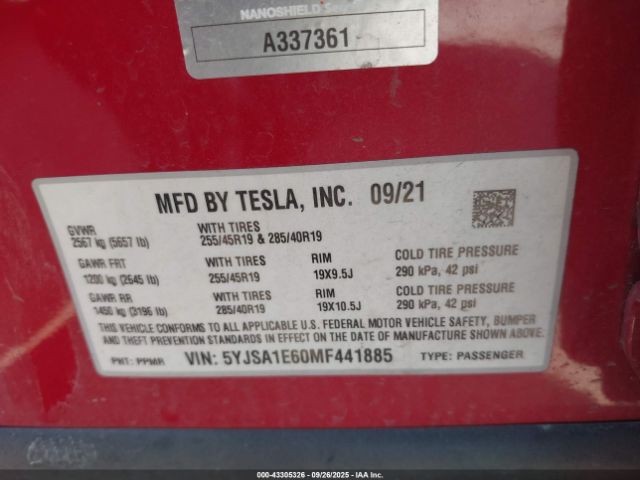 NANOSHIELD
A337361
MFD BY TESLA, INC. 09/21
GVWR
2567 kg (5657 lb)
WITH TIRES
255/45R19 & 285/40R19
GAWR FRT
1200 kg (2645 lb)
WITH TIRES
255/45R19
RIM
19X9.5J
COLD TIRE PRESSURE
290 kPa, 42 psi
GAWR RR
1450 kg (3196 lb)
WITH TIRES
285/40R19
RIM
19X10.5J
COLD TIRE PRESSURE
290 kPa, 42 psi
THIS VEHICLE CONFORMS TO ALL APPLICABLE U.S. FEDERAL MOTOR VEHICLE SAFETY, BUMPER
AND THEFT PREVENTION STANDARDS IN EFFECT ON THE DATE OF MANUFACTURE SHOWN ABOVE.
PNT: PPMR VIN: 5YJSA1E60MF441885 TYPE: PASSENGER
000-43305326 - 09/26/2025 - IAAI Copart